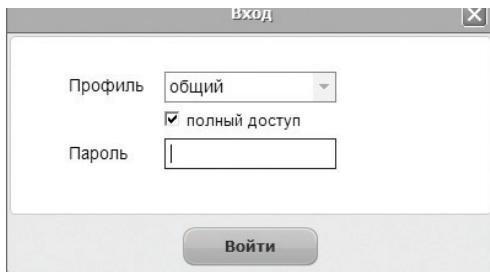 Вход
Профиль общий
полный доступ
Пароль
Войти